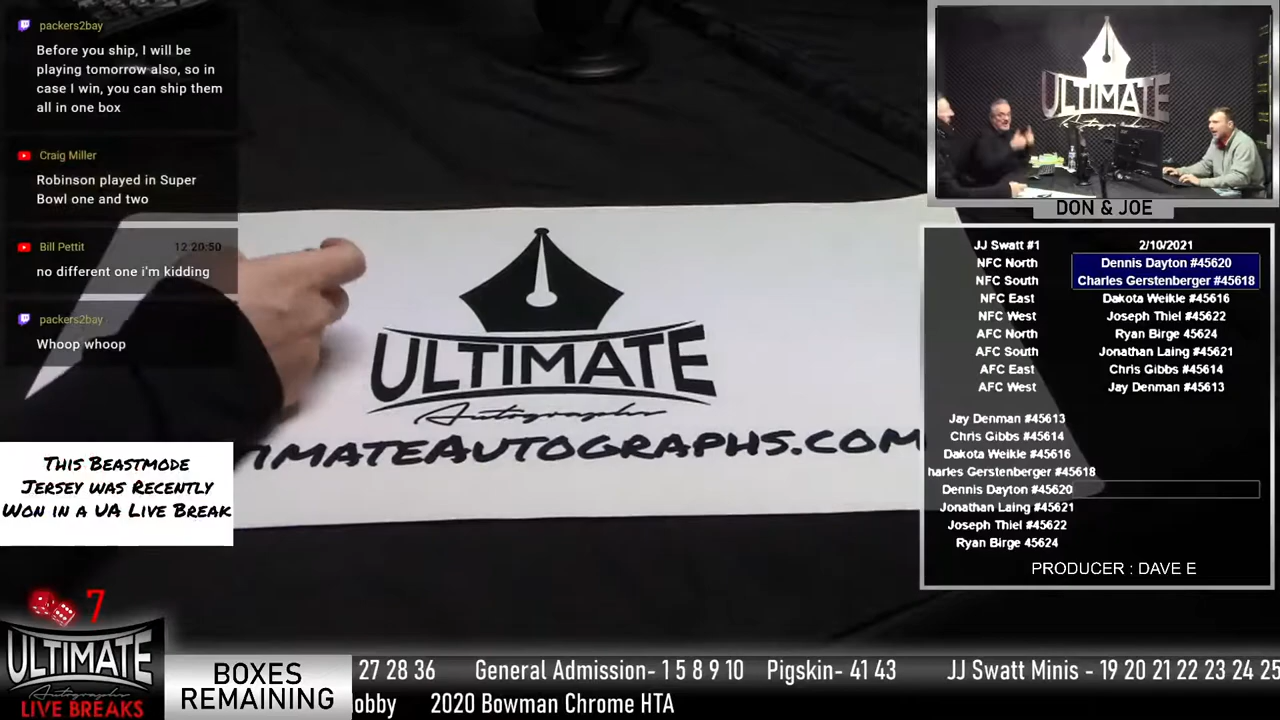 packers2bay
Before you ship, I will be
playing tomorrow also, so in
case I win, you can ship them
all in one box
Craig Miller
Robinson played in Super
Bowl one and two
Bill Pettit 12:20:50
no different one i'm kidding
packers2bay
Whoop whoop
ULTIMATE
Autographs
TIMATEAUTOGRAPHS.COM
THIS BEASTMODE
JERSEY WAS RECENTLY
WON IN A UA LIVE BREAK
7
ULTIMATE
Autographs
LIVE BREAKS
ULTIMATE
Autographs
DON & JOE
JJ Swatt #1 2/10/2021
NFC North Dennis Dayton #45620
NFC South Charles Gerstenberger #45618
NFC East Dakota Weikle #45616
NFC West Joseph Thiel #45622
AFC North Ryan Birge 45624
AFC South Jonathan Laing #45621
AFC East Chris Gibbs #45614
AFC West Jay Denman #45613
Jay Denman #45613
Chris Gibbs #45614
Dakota Weikle #45616
harles Gerstenberger #45618
Dennis Dayton #45620
Jonathan Laing #45621
Joseph Thiel #45622
Ryan Birge 45624
PRODUCER : DAVE E
BOXES
REMAINING
27 28 36 General Admission- 1 5 8 9 10 Pigskin- 41 43 JJ Swatt Minis - 19 20 21 22 23 24 25
obby 2020 Bowman Chrome HTA